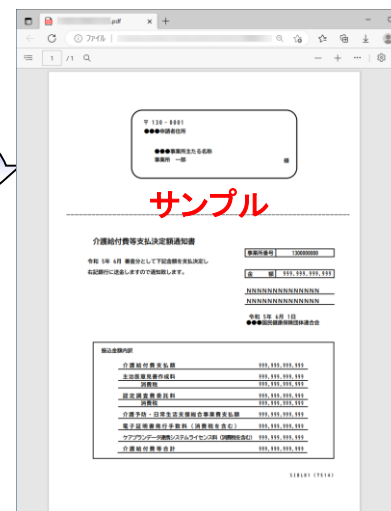 .pdf
ファイル
1 /1
〒 130-0001
●●●申請者住所
●●●事業所主たる名称
事業所 一部 様
サンプル
介護給付費等支払決定額通知書
事業所番号 1300000000
令和 5年 6月 審査分として下記金額を支払決定し
右記銀行に送金しますので通知致します。
金 額 999,999,999,999
NNNNNNNNNNNNNN
NNNNNNNNNNNNNN
令和 5年 6月 1日
●●●国民健康保険団体連合会
振込金額内訳
介護給付費支払額 999,999,999,999
主治医意見書作成料 999,999,999,999
消費税 999,999,999,999
認定調査費委託料 999,999,999,999
消費税 999,999,999,999
介護予防・日常生活支援総合事業費支払額 999,999,999,999
電子証明書発行手数料(消費税を含む) 999,999,999,999
ケアプランデータ連携システムライセンス料(消費税を含む) 999,999,999,999
介護給付費等合計 999,999,999,999